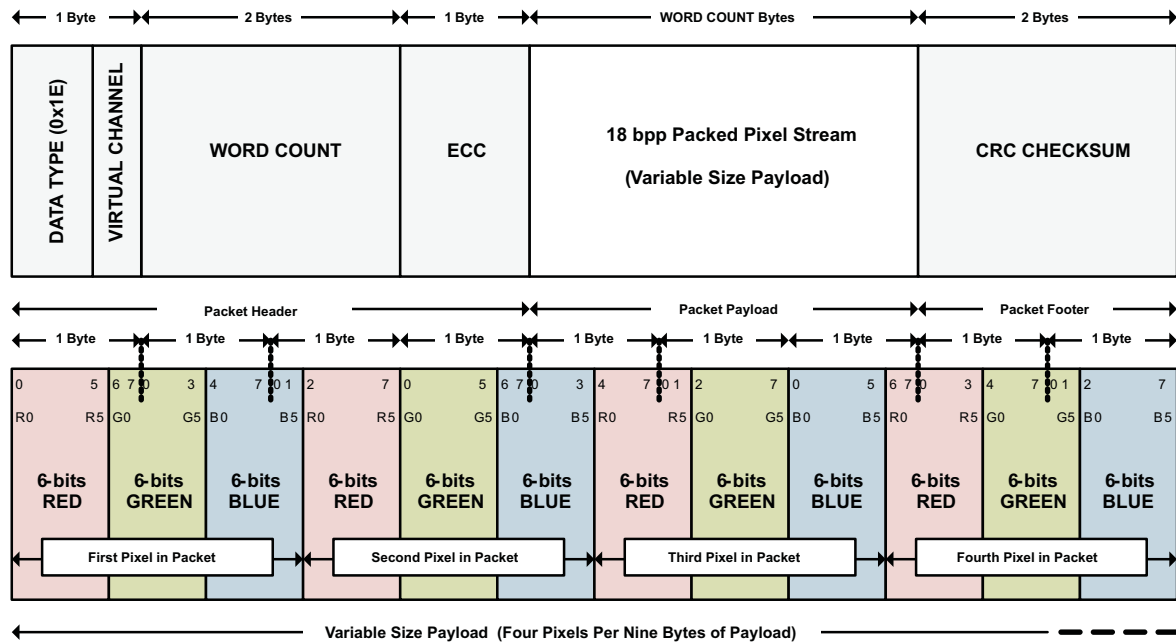 1 Byte 2 Bytes 1 Byte WORD COUNT Bytes 2 Bytes
DATA TYPE (0x1E)
VIRTUAL CHANNEL
WORD COUNT
ECC
18 bpp Packed Pixel Stream
(Variable Size Payload)
CRC CHECKSUM
Packet Header Packet Payload Packet Footer
1 Byte 1 Byte 1 Byte 1 Byte 1 Byte 1 Byte 1 Byte 1 Byte 1 Byte
0 5 6 7 0 3 4 7 0 1 2 7 0 5 6 7 0 3 4 7 0 1 2 7 0 5 6 7 0 3 4 7 0 1 2 7
R0 R5 G0 G5 B0 B5 R0 R5 G0 G5 B0 B5 R0 R5 G0 G5 B0 B5 R0 R5 G0 G5 B0 B5
6-bits 6-bits 6-bits 6-bits 6-bits 6-bits 6-bits 6-bits 6-bits 6-bits 6-bits 6-bits
RED GREEN BLUE RED GREEN BLUE RED GREEN BLUE RED GREEN BLUE
First Pixel in Packet Second Pixel in Packet Third Pixel in Packet Fourth Pixel in Packet
Variable Size Payload (Four Pixels Per Nine Bytes of Payload)